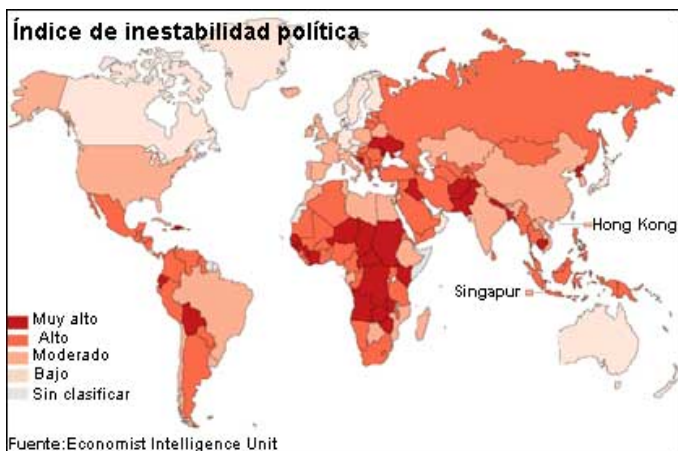 Índice de inestabilidad política
Hong Kong
Singapur
Muy alto
Alto
Moderado
Bajo
Sin clasificar
Fuente:Economist Intelligence Unit